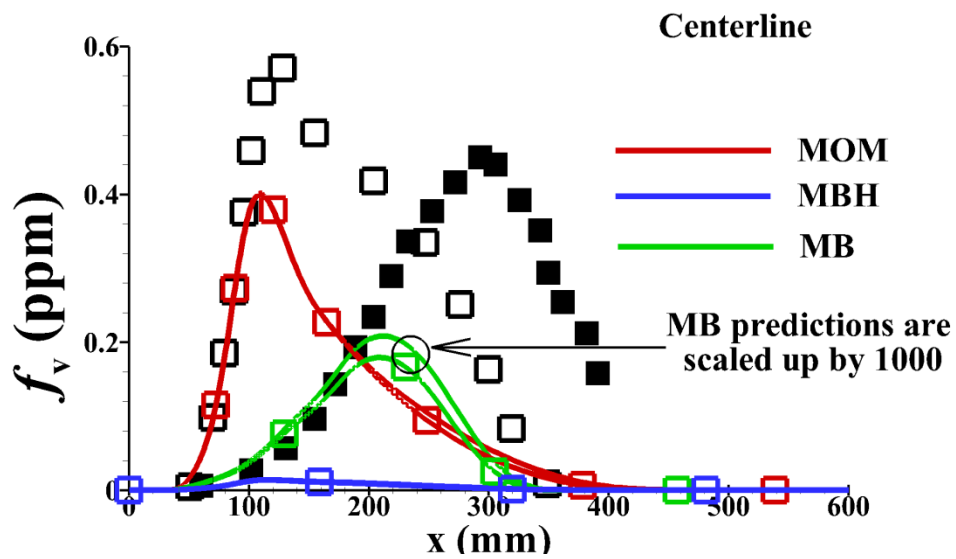 Centerline
0.6
MOM
0.4
MBH
MB
f_v (ppm)
MB predictions are
scaled up by 1000
0.2
0
0 100 200 300 400 500 600
x (mm)